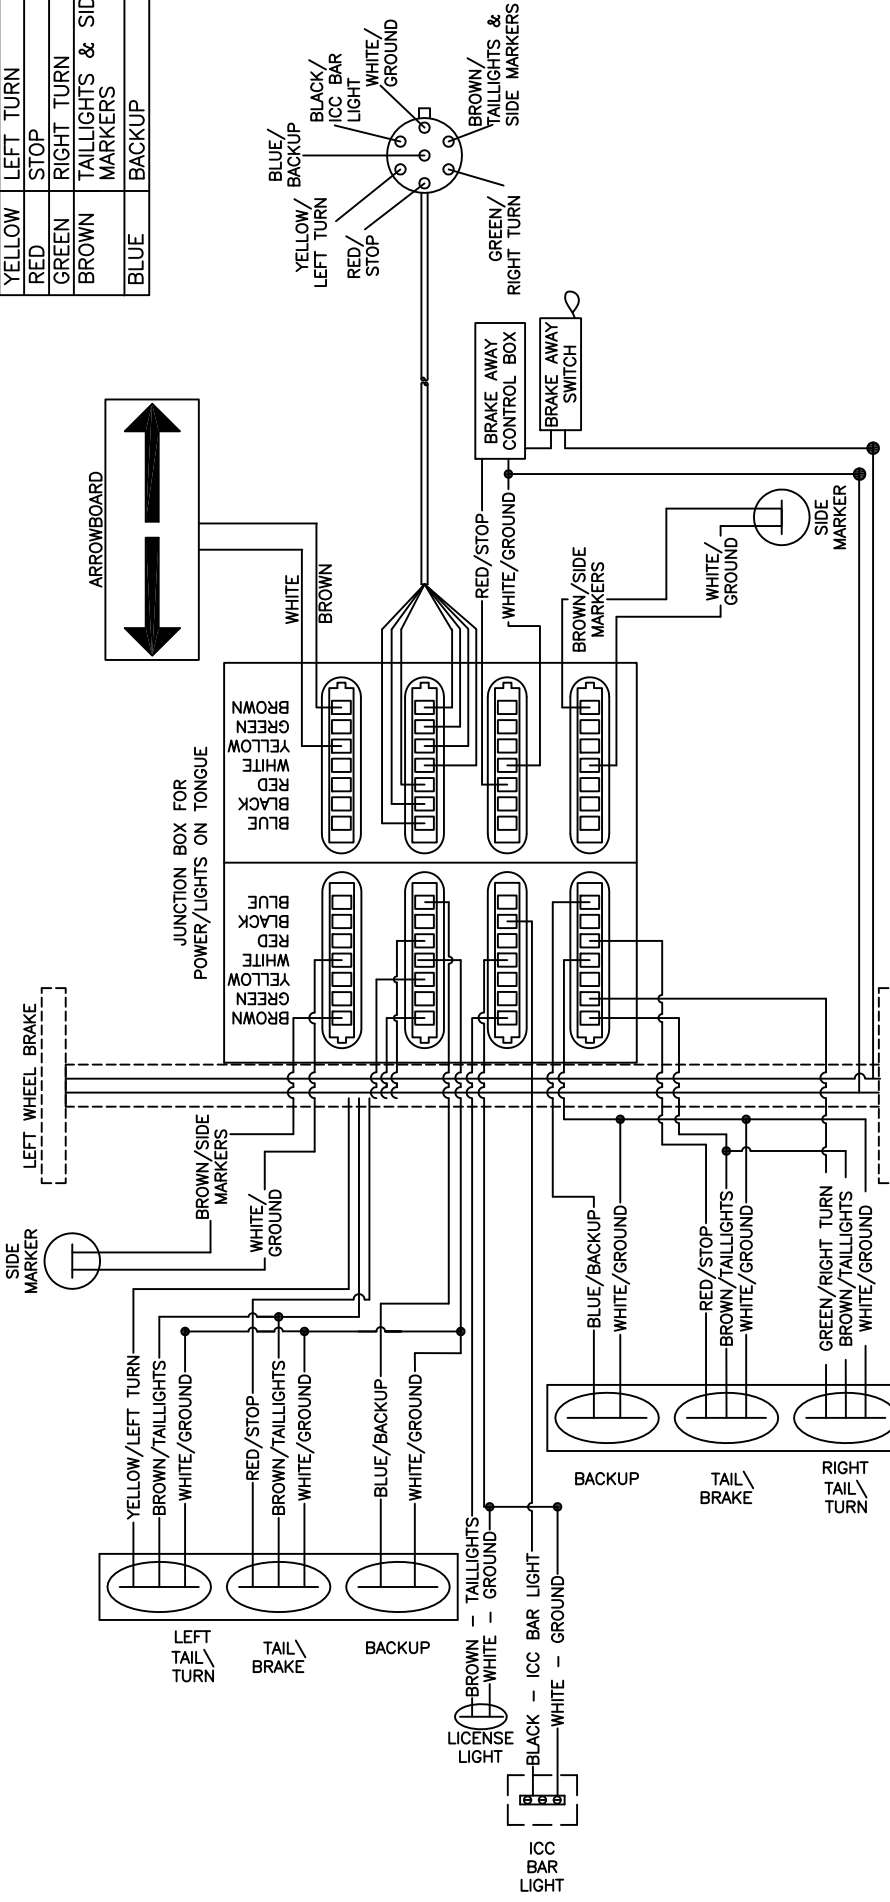 YELLOW LEFT TURN
RED STOP
GREEN RIGHT TURN
BROWN TAILLIGHTS & SID
MARKERS
BLUE BACKUP
BLACK/
ICC BAR
LIGHT
WHITE/
GROUND
BROWN/
TAILLIGHTS &
SIDE MARKERS
BLUE/
BACKUP
YELLOW/
LEFT TURN
RED/
STOP
GREEN/
RIGHT TURN
ARROWBOARD
BRAKE AWAY
CONTROL BOX
BRAKE AWAY
SWITCH
WHITE
BROWN
RED/STOP
WHITE/GROUND
BROWN/SIDE
MARKERS
WHITE/
GROUND
SIDE
MARKER
JUNCTION BOX FOR
POWER/LIGHTS ON TONGUE
BROWN
GREEN
YELLOW
WHITE
RED
BLACK
BLUE
BLUE
BLACK
RED
WHITE
YELLOW
GREEN
BROWN
LEFT WHEEL BRAKE
SIDE
MARKER
BROWN/SIDE
MARKERS
WHITE/
GROUND
YELLOW/LEFT TURN
BROWN/TAILLIGHTS
WHITE/GROUND
RED/STOP
BROWN/TAILLIGHTS
WHITE/GROUND
BLUE/BACKUP
WHITE/GROUND
BLUE/BACKUP
WHITE/GROUND
RED/STOP
BROWN/TAILLIGHTS
WHITE/GROUND
GREEN/RIGHT TURN
BROWN/TAILLIGHTS
WHITE/GROUND
BACKUP
TAIL\
BRAKE
RIGHT
TAIL\
TURN
LEFT
TAIL\
TURN
TAIL\
BRAKE
BACKUP
BROWN - TAILLIGHTS
WHITE - GROUND
LICENSE
LIGHT
BLACK - ICC BAR LIGHT
WHITE - GROUND
ICC
BAR
LIGHT